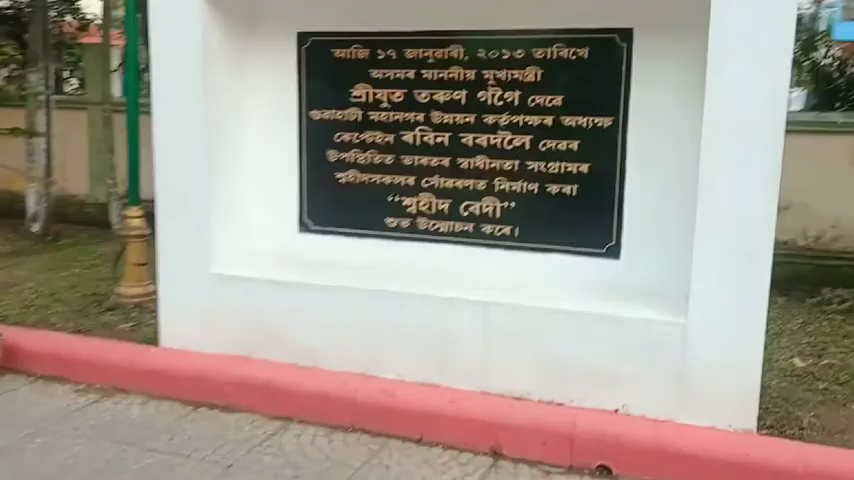 আজি ১৭ জানুৱাৰী, ২০১৩ তাৰিখে
অসমৰ মাননীয় মুখ্যমন্ত্ৰী
শ্ৰীযুত তৰুণ গগৈ দেৱে
গুৱাহাটী মহানগৰ উন্নয়ন কৰ্তৃপক্ষৰ অধ্যক্ষ
কেপ্টেইন ৰবিন বৰদলৈ দেৱৰ
উপস্থিতিত ভাৰতৰ স্বাধীনতা সংগ্ৰামৰ
শ্বহীদসকলৰ সোঁৱৰণত নিৰ্মাণ কৰা
“শ্বহীদ বেদী”
শুভ উন্মোচন কৰে৷